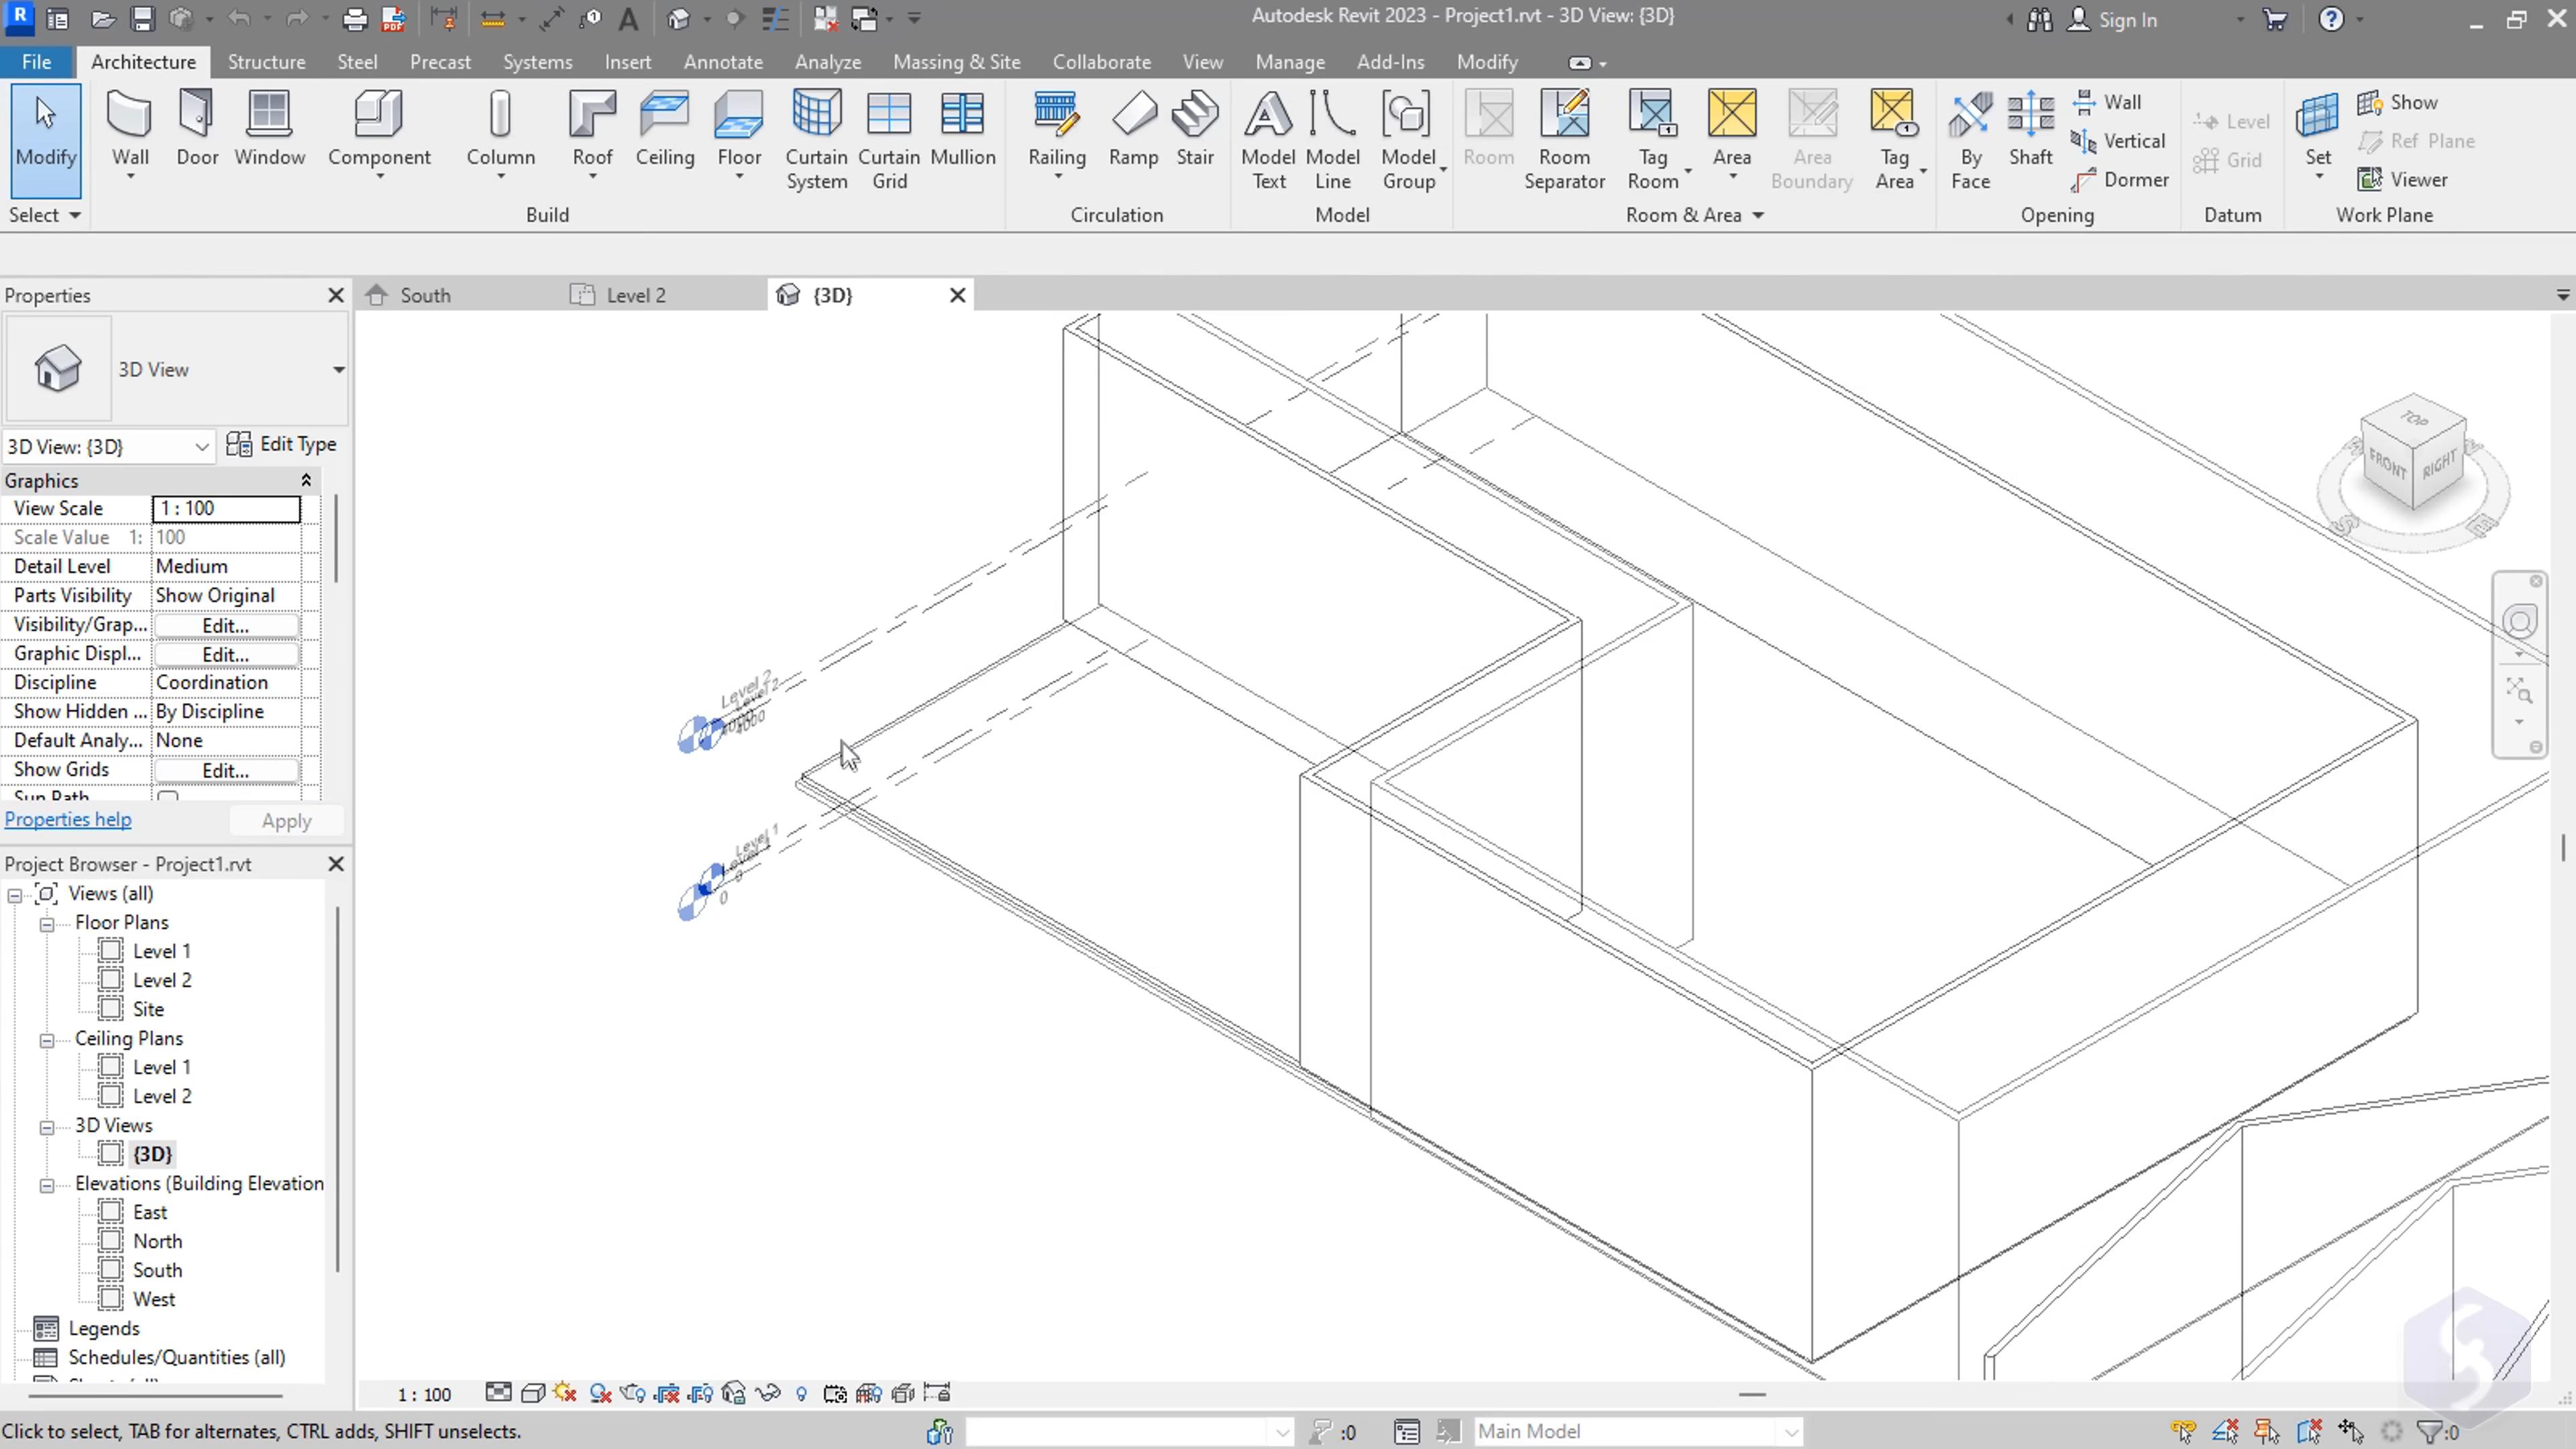 Autodesk Revit 2023 - Project1.rvt - 3D View: {3D}
Sign In
File Architecture Structure Steel Precast Systems Insert Annotate Analyze Massing & Site Collaborate View Manage Add-Ins Modify
Modify Wall Door Window Component Column Roof Ceiling Floor Curtain System Curtain Grid Mullion Railing Ramp Stair Model Text Model Line Model Group Room Room Separator Tag Room Area Area Boundary Tag Area By Face Shaft Wall Vertical Dormer Level Grid Set Show Ref Plane Viewer
Select Build Circulation Model Room & Area Opening Datum Work Plane
Properties
South Level 2 {3D}
3D View
3D View: {3D} Edit Type
Graphics
View Scale 1 : 100
Scale Value 1: 100
Detail Level Medium
Parts Visibility Show Original
Visibility/Grap... Edit...
Graphic Displ... Edit...
Discipline Coordination
Show Hidden ... By Discipline
Default Analy... None
Show Grids Edit...
Sun Path
Properties help Apply
Project Browser - Project1.rvt
Views (all)
Floor Plans
Level 1
Level 2
Site
Ceiling Plans
Level 1
Level 2
3D Views
{3D}
Elevations (Building Elevation
East
North
South
West
Legends
Schedules/Quantities (all)
Level 2
Level 1
0
TOP
FRONT RIGHT
S E
1 : 100
Click to select, TAB for alternates, CTRL adds, SHIFT unselects.
:0
Main Model
:0